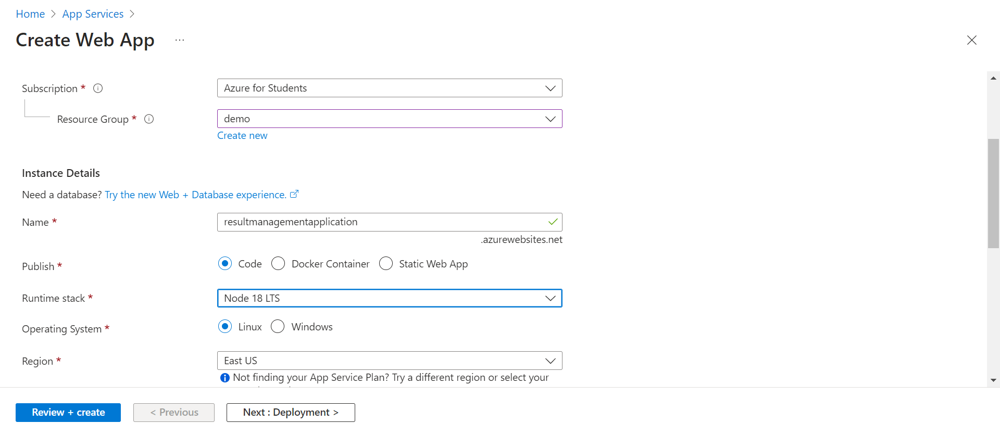 Home > App Services >
Create Web App ...
Subscription *
Azure for Students
Resource Group *
demo
Create new
Instance Details
Need a database? Try the new Web + Database experience.
Name *
resultmanagementapplication
.azurewebsites.net
Publish *
Code
Docker Container
Static Web App
Runtime stack *
Node 18 LTS
Operating System *
Linux
Windows
Region *
East US
Not finding your App Service Plan? Try a different region or select your
Review + create
< Previous
Next : Deployment >